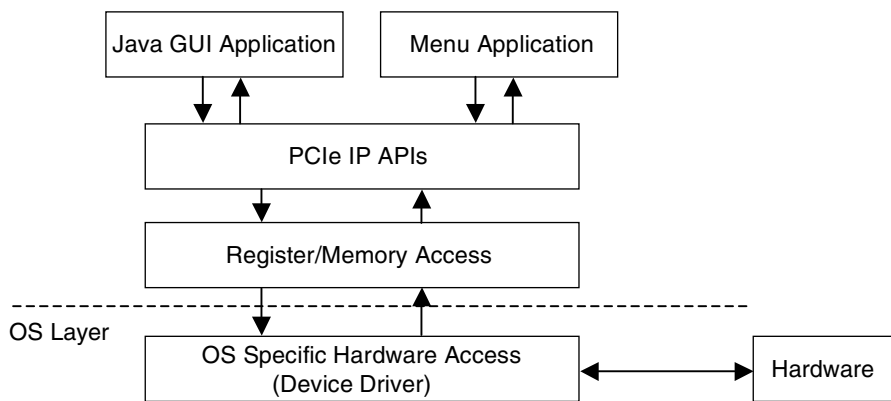 Java GUI Application
Menu Application
PCIe IP APIs
Register/Memory Access
OS Layer
OS Specific Hardware Access
(Device Driver)
Hardware